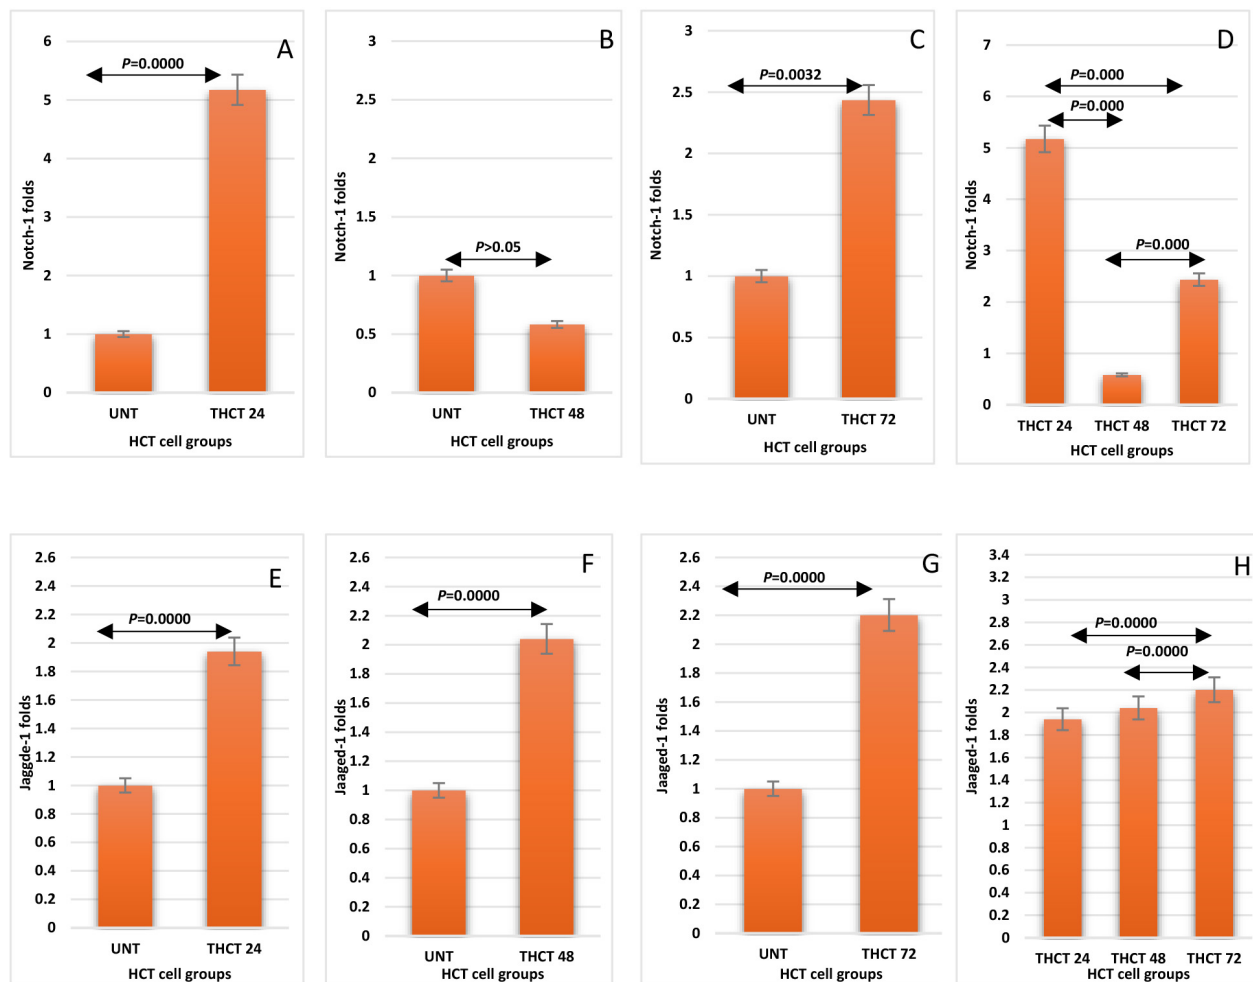 A
6
5
4
3
2
1
0
P=0.0000
Notch-1 folds
UNT THCT 24
HCT cell groups
B
3
2.5
2
1.5
1
0.5
0
P>0.05
Notch-1 folds
UNT THCT 48
HCT cell groups
C
3
2.5
2
1.5
1
0.5
0
P=0.0032
Notch-1 folds
UNT THCT 72
HCT cell groups
D
7
6
5
4
3
2
1
0
P=0.000
P=0.000
P=0.000
Notch-1 folds
THCT 24 THCT 48 THCT 72
HCT cell groups
E
2.6
2.4
2.2
2
1.8
1.6
1.4
1.2
1
0.8
0.6
0.4
0.2
0
P=0.0000
Jaggde-1 folds
UNT THCT 24
HCT cell groups
F
2.6
2.4
2.2
2
1.8
1.6
1.4
1.2
1
0.8
0.6
0.4
0.2
0
P=0.0000
Jaaged-1 folds
UNT THCT 48
HCT cell groups
G
2.6
2.4
2.2
2
1.8
1.6
1.4
1.2
1
0.8
0.6
0.4
0.2
0
P=0.0000
Jaaged-1 folds
UNT THCT 72
HCT cell groups
H
3.4
3.2
3
2.8
2.6
2.4
2.2
2
1.8
1.6
1.4
1.2
1
0.8
0.6
0.4
0.2
0
P=0.0000
P=0.0000
Jaaged-1 folds
THCT 24 THCT 48 THCT 72
HCT cell groups